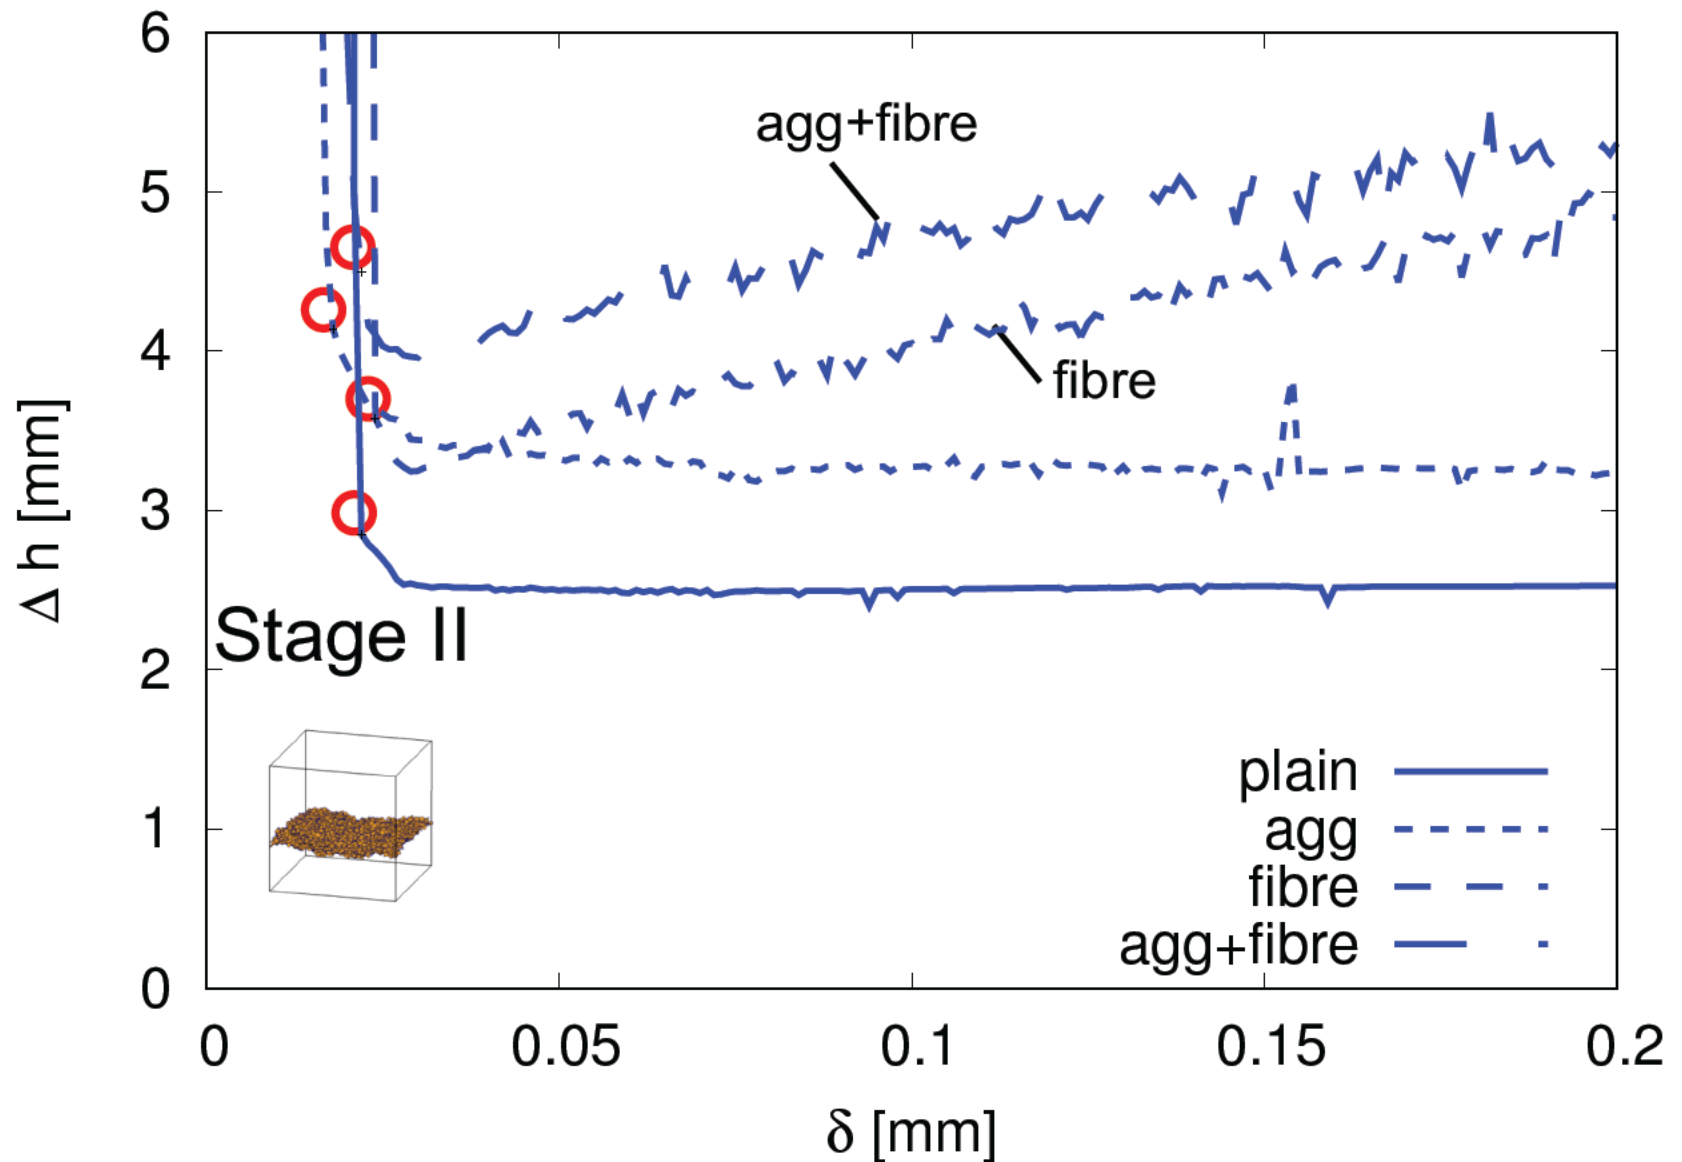 6
5
4
3
2
1
0
Δ h [mm]
agg+fibre
fibre
Stage II
plain
agg
fibre
agg+fibre
0 0.05 0.1 0.15 0.2
δ [mm]